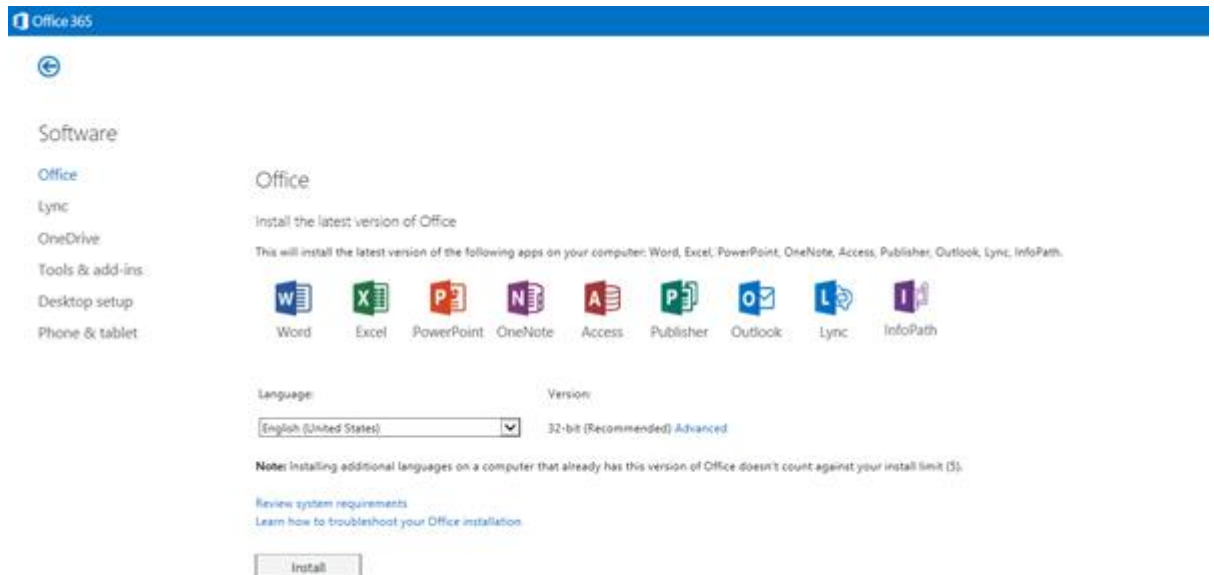 Office 365
Software
Office
Lync
OneDrive
Tools & add-ins
Desktop setup
Phone & tablet
Office
Install the latest version of Office
This will install the latest version of the following apps on your computer: Word, Excel, PowerPoint, OneNote, Access, Publisher, Outlook, Lync, InfoPath.
Word Excel PowerPoint OneNote Access Publisher Outlook Lync InfoPath
Language: Version:
English (United States) 32-bit (Recommended) Advanced
Note: Installing additional languages on a computer that already has this version of Office doesn't count against your install limit (5).
Review system requirements
Learn how to troubleshoot your Office installation
Install